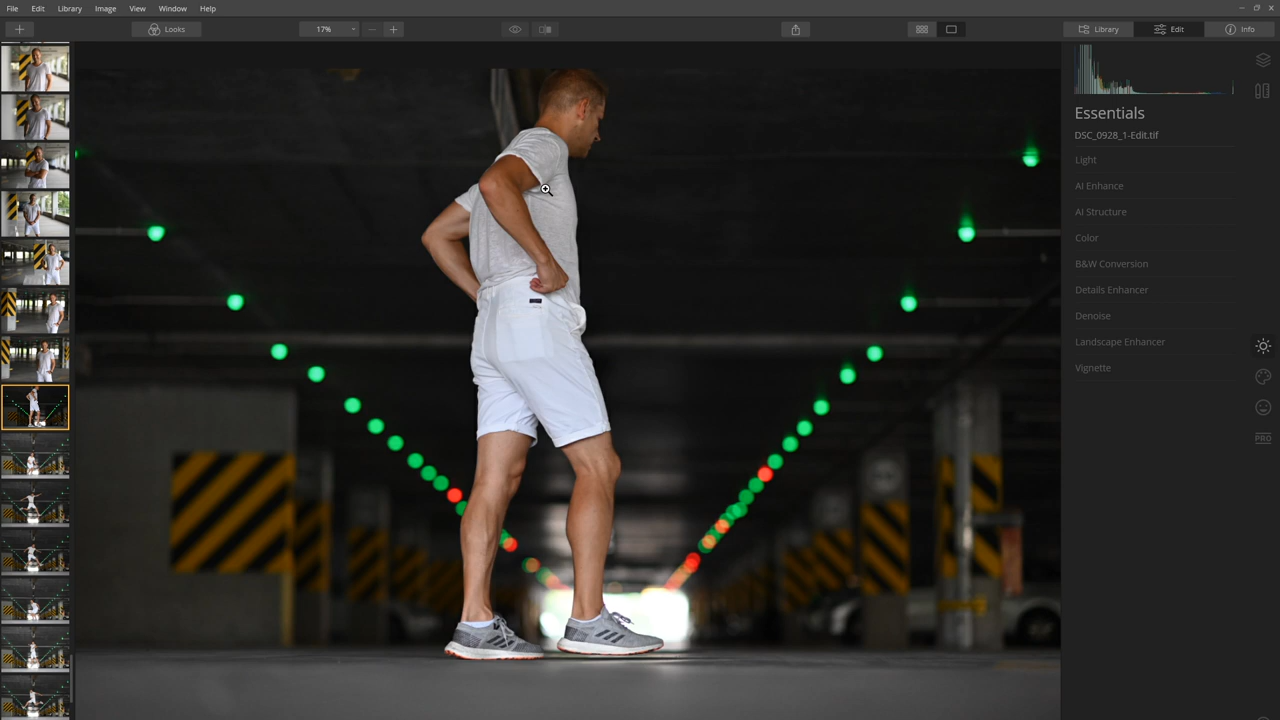 File Edit Library Image View Window Help
Looks 17% Library Edit Info
Essentials
DSC_0928_1-Edit.tif
Light
AI Enhance
AI Structure
Color
B&W Conversion
Details Enhancer
Denoise
Landscape Enhancer
Vignette
PRO